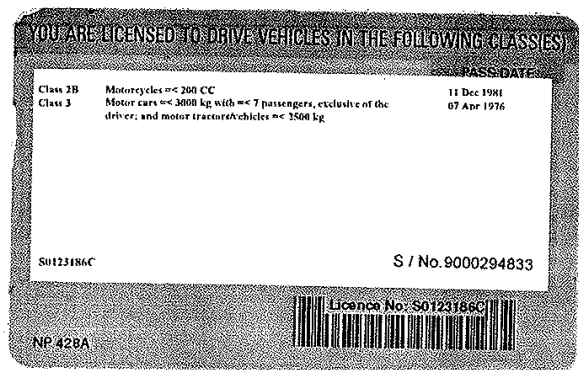 YOU ARE LICENSED TO DRIVE VEHICLES IN THE FOLLOWING CLASS(ES)
PASS DATE
Class 2B Motorcycles =< 200 CC 11 Dec 1981
Class 3 Motor cars =< 3000 kg with =< 7 passengers, exclusive of the 07 Apr 1976
driver; and motor tractors/vehicles =< 2500 kg
S0123186C S / No. 9000294833
Licence No: S0123186C
NP 428A